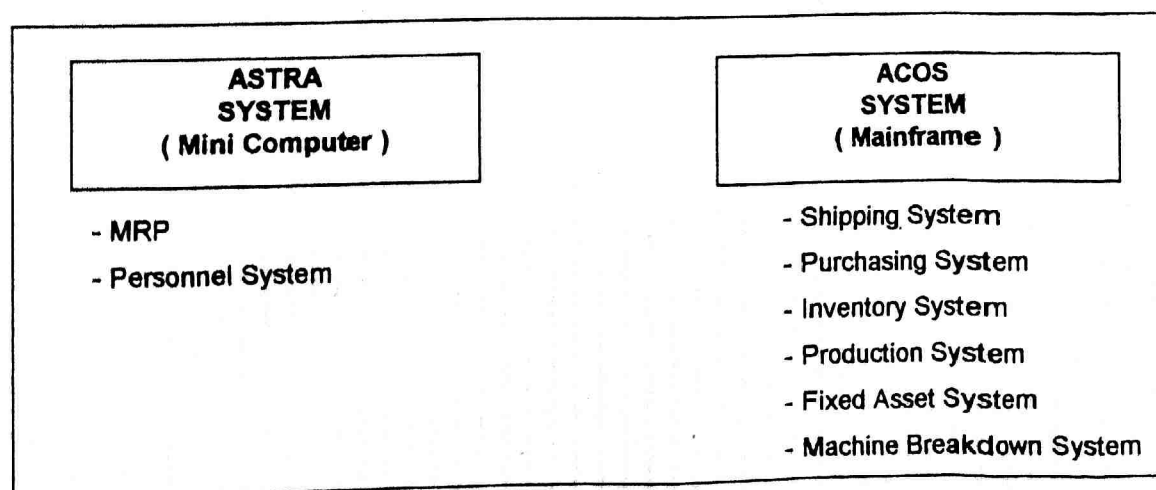 ASTRA
SYSTEM
( Mini Computer )
- MRP
- Personnel System
ACOS
SYSTEM
( Mainframe )
- Shipping System
- Purchasing System
- Inventory System
- Production System
- Fixed Asset System
- Machine Breakdown System